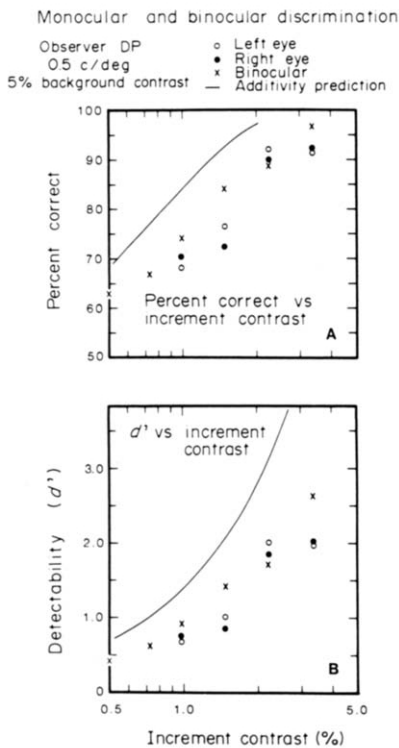 Monocular and binocular discrimination
Observer DP
0.5 c/deg
5% background contrast
○ Left eye
● Right eye
x Binocular
— Additivity prediction
100
90
80
70
60
50
Percent correct
Percent correct vs
increment contrast
A
d' vs increment
contrast
3.0
2.0
1.0
0
Detectability (d')
B
0.5
1.0
5.0
Increment contrast (%)